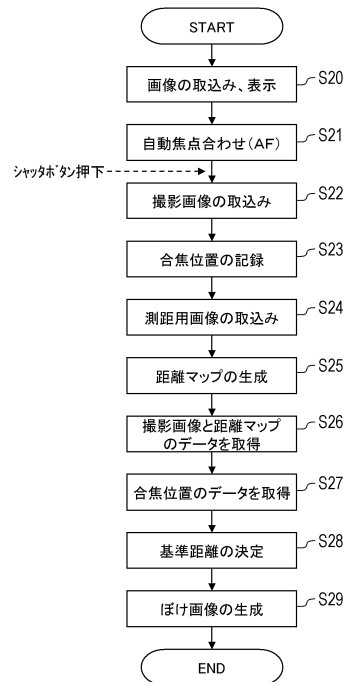 START
画像の取込み、表示
S20
自動焦点合わせ(AF)
S21
シャッタボタン押下
撮影画像の取込み
S22
合焦位置の記録
S23
測距用画像の取込み
S24
距離マップの生成
S25
撮影画像と距離マップ
のデータを取得
S26
合焦位置のデータを取得
S27
基準距離の決定
S28
ぼけ画像の生成
S29
END